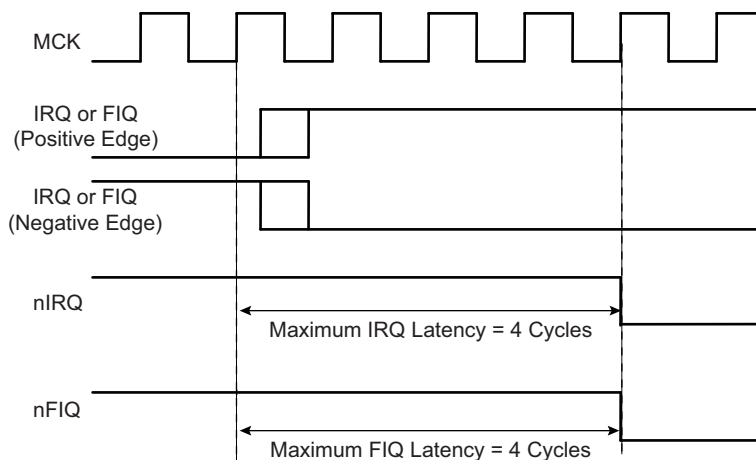 MCK
IRQ or FIQ
(Positive Edge)
IRQ or FIQ
(Negative Edge)
nIRQ
Maximum IRQ Latency = 4 Cycles
nFIQ
Maximum FIQ Latency = 4 Cycles